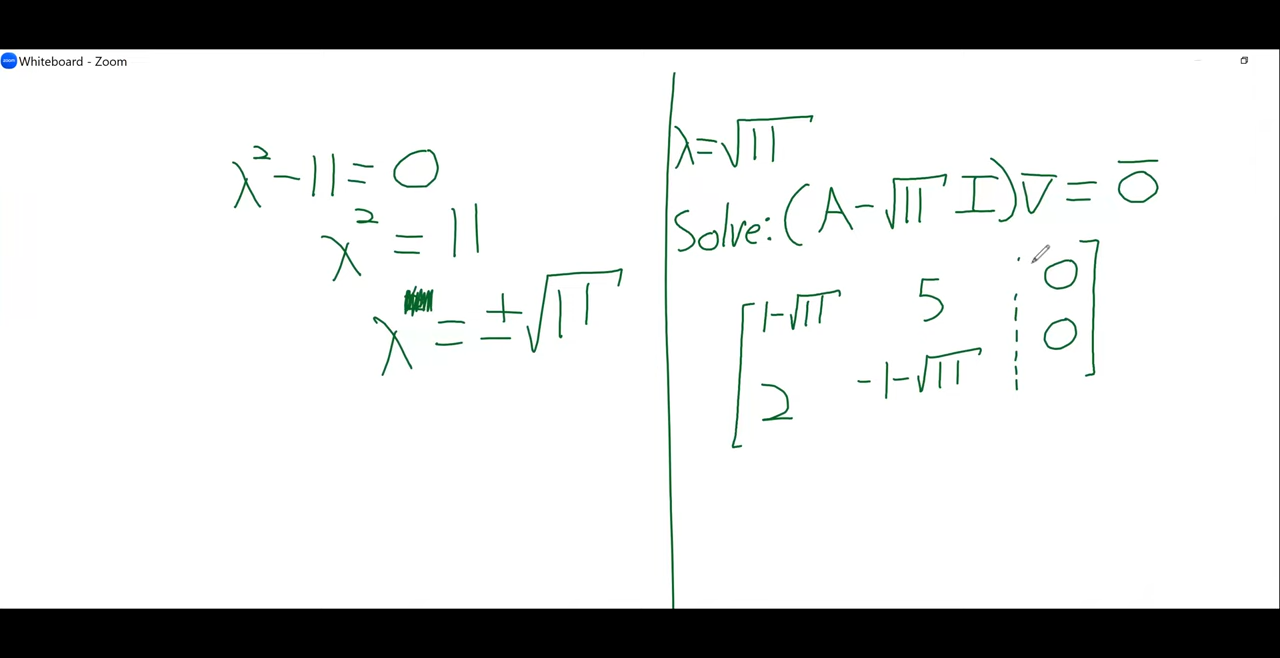 Whiteboard - Zoom
λ² - 11 = 0
λ² = 11
λ = ±√11
λ = √11
Solve: (A - √11 I) v̅ = 0̅
[ 1-√11 5 ¦ 0 ]
[ 2 -1-√11 ¦ 0 ]